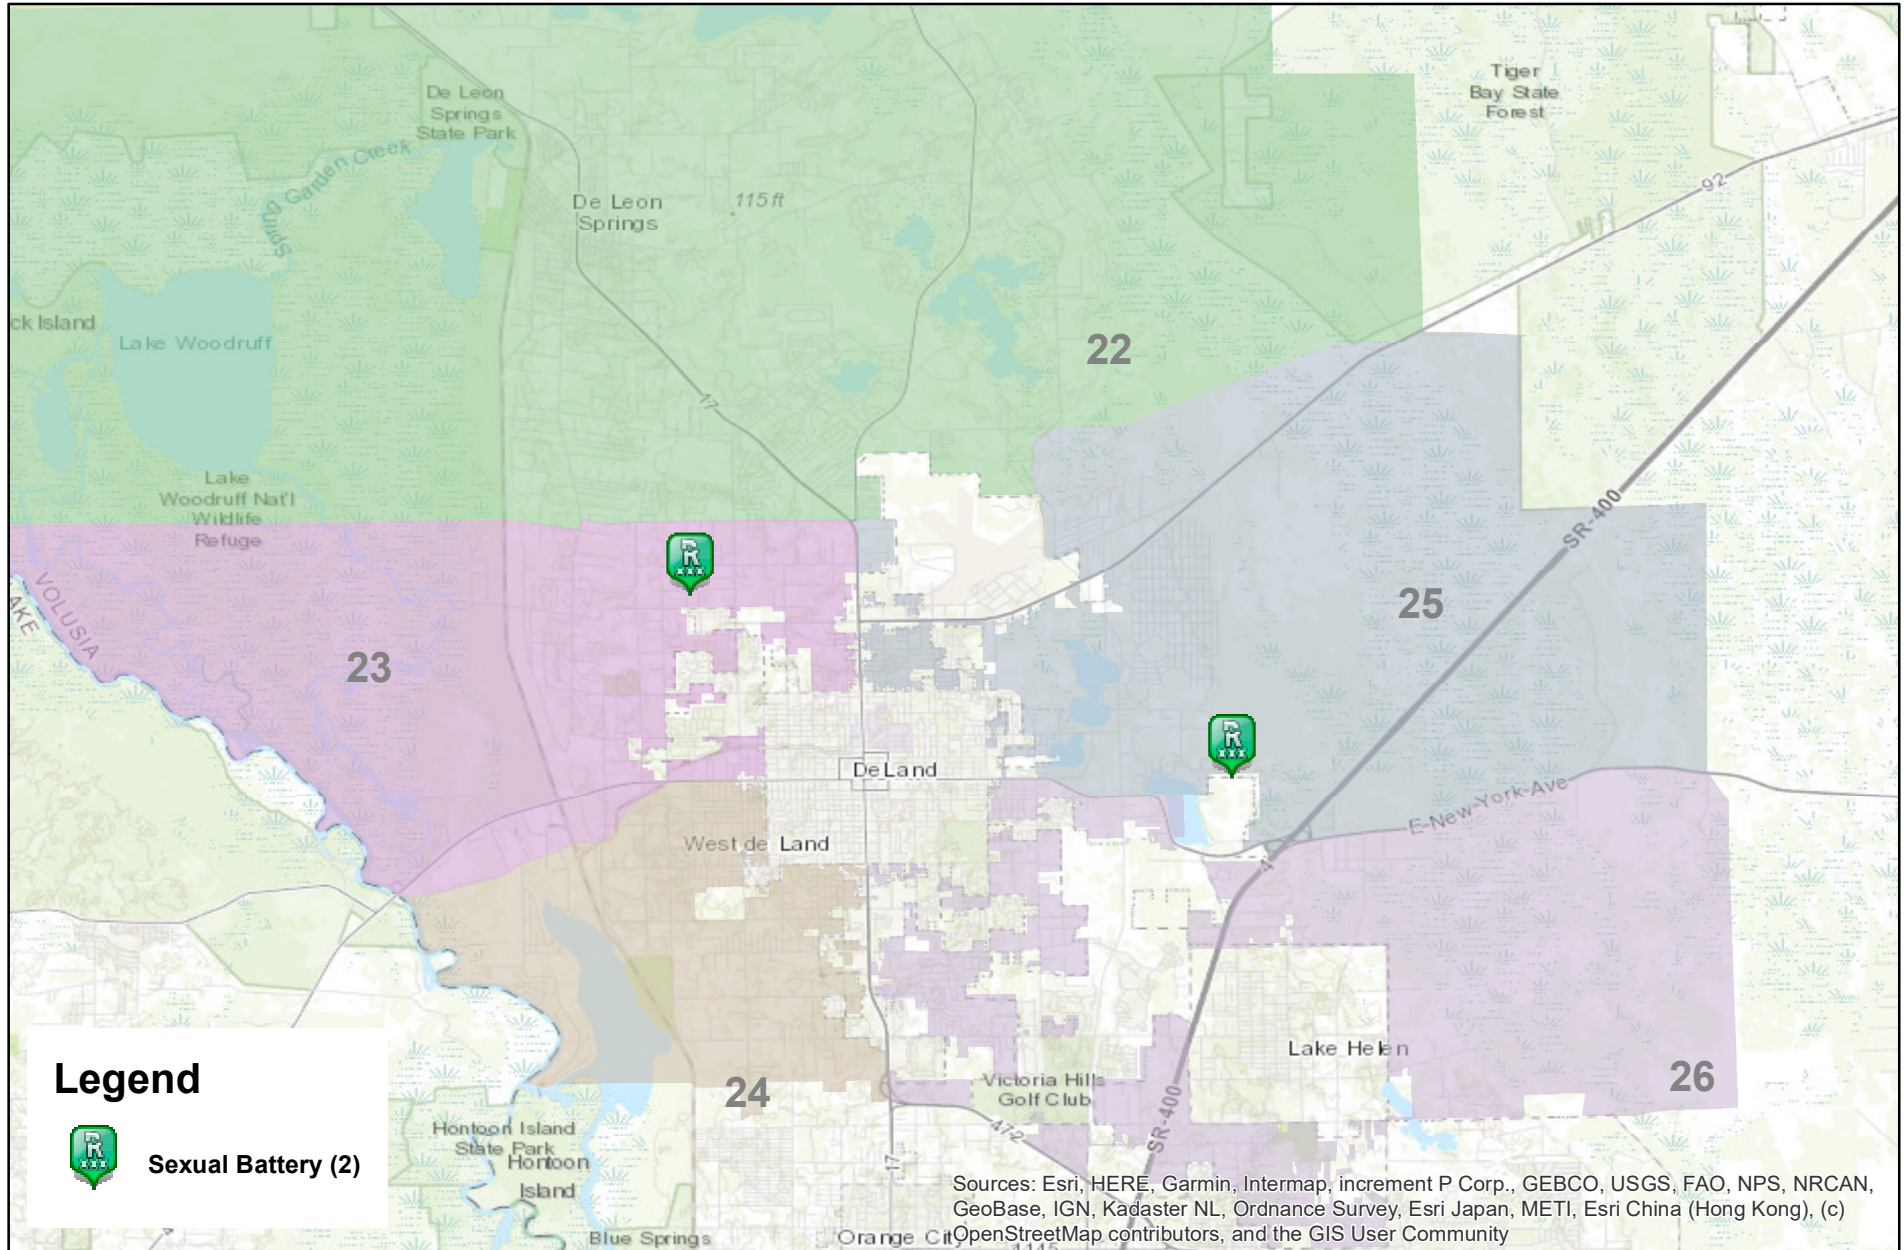 De Leon
Springs
State Park
Tiger
Bay State
Forest
Spring Garden Creek
92
De Leon
Springs
115 ft
ck Island
Lake Woodruff
22
17
Lake
Woodruff Nat'l
Wildlife
Refuge
SR-400
VOLUSIA
AKE
25
23
DeLand
E-New-York-Ave
West de Land
4
Lake Helen
26
Legend
24
Victoria Hills
Golf Club
SR-400
472
Hontoon Island
State Park
Hontoon
Island
17
Sexual Battery (2)
Sources: Esri, HERE, Garmin, Intermap, increment P Corp., GEBCO, USGS, FAO, NPS, NRCAN,
GeoBase, IGN, Kadaster NL, Ordnance Survey, Esri Japan, METI, Esri China (Hong Kong), (c)
OpenStreetMap contributors, and the GIS User Community
Blue Springs
Orange City